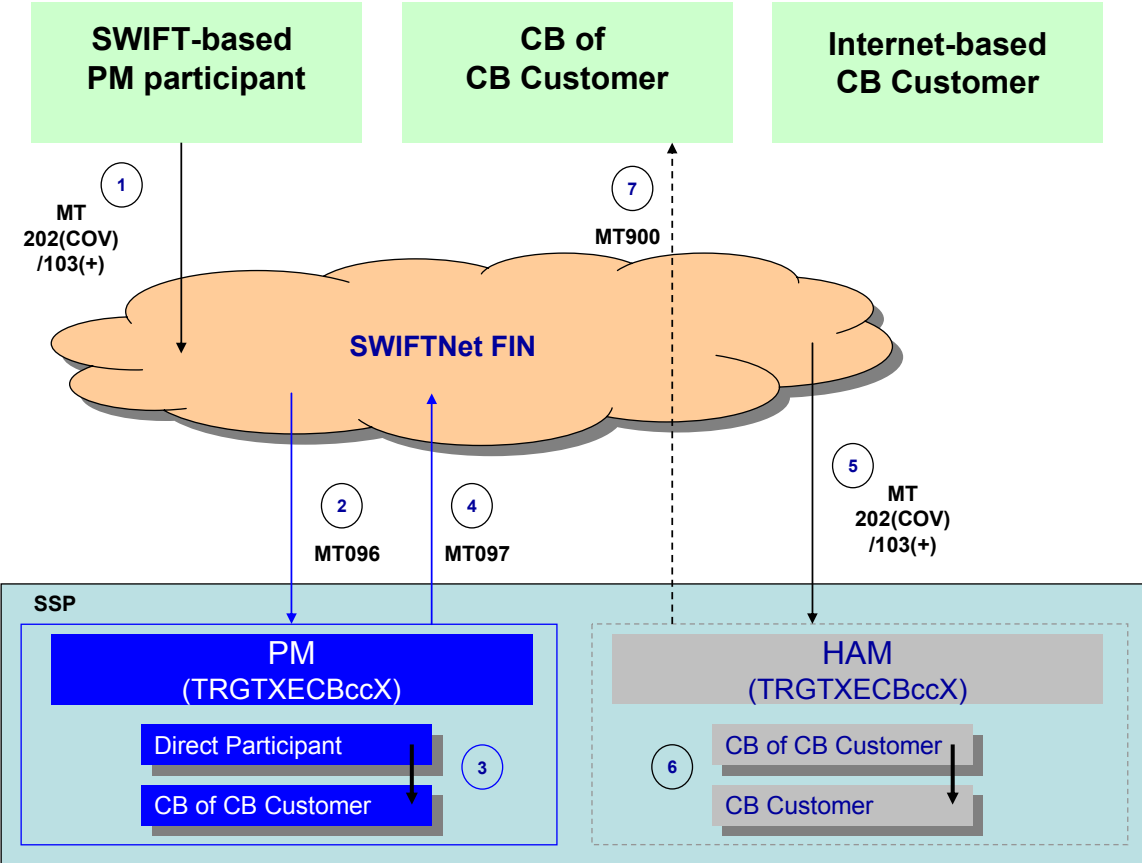 SWIFT-based
PM participant
CB of
CB Customer
Internet-based
CB Customer
1
MT
202(COV)
/103(+)
7
MT900
SWIFTNet FIN
2
MT096
4
MT097
5
MT
202(COV)
/103(+)
SSP
PM
(TRGTXECBccX)
Direct Participant
CB of CB Customer
3
HAM
(TRGTXECBccX)
6
CB of CB Customer
CB Customer